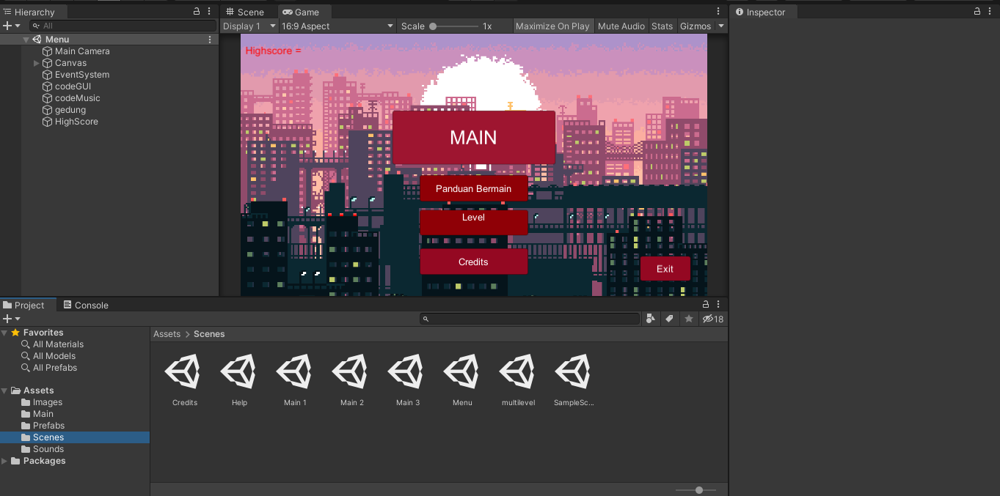 Hierarchy
Scene
Game
Inspector
All
Display 1
16:9 Aspect
Scale
1x
Maximize On Play
Mute Audio
Stats
Gizmos
Menu
Main Camera
Canvas
EventSystem
codeGUI
codeMusic
gedung
HighScore
Highscore =
MAIN
Panduan Bermain
Level
Credits
Exit
Project
Console
18
Favorites
All Materials
All Models
All Prefabs
Assets
Images
Main
Prefabs
Scenes
Sounds
Packages
Assets > Scenes
Credits
Help
Main 1
Main 2
Main 3
Menu
multilevel
SampleSc...